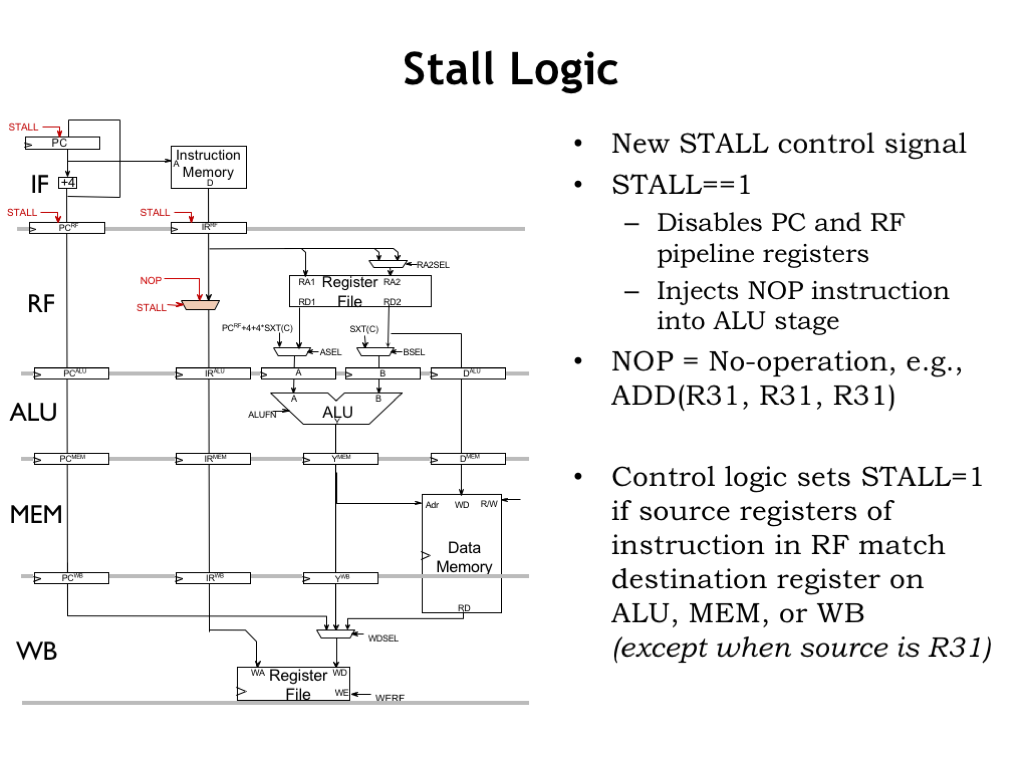 Stall Logic
STALL
PC
Instruction
Memory
A
D
IF
+4
STALL
STALL
PC^RF
IR^RF
RA2SEL
RA1
Register
File
RA2
RD1
RD2
NOP
STALL
RF
PC^RF+4+4*SXT(C)
SXT(C)
ASEL
BSEL
PC^ALU
IR^ALU
A
B
D^ALU
ALU
A
B
ALU
ALUFN
Y
PC^MEM
IR^MEM
Y^MEM
D^MEM
MEM
Adr
WD
R/W
Data
Memory
RD
PC^WB
IR^WB
Y^WB
WB
WDSEL
WA
Register
File
WD
WE
WERF
• New STALL control signal
• STALL==1
– Disables PC and RF
pipeline registers
– Injects NOP instruction
into ALU stage
• NOP = No-operation, e.g.,
ADD(R31, R31, R31)
• Control logic sets STALL=1
if source registers of
instruction in RF match
destination register on
ALU, MEM, or WB
(except when source is R31)